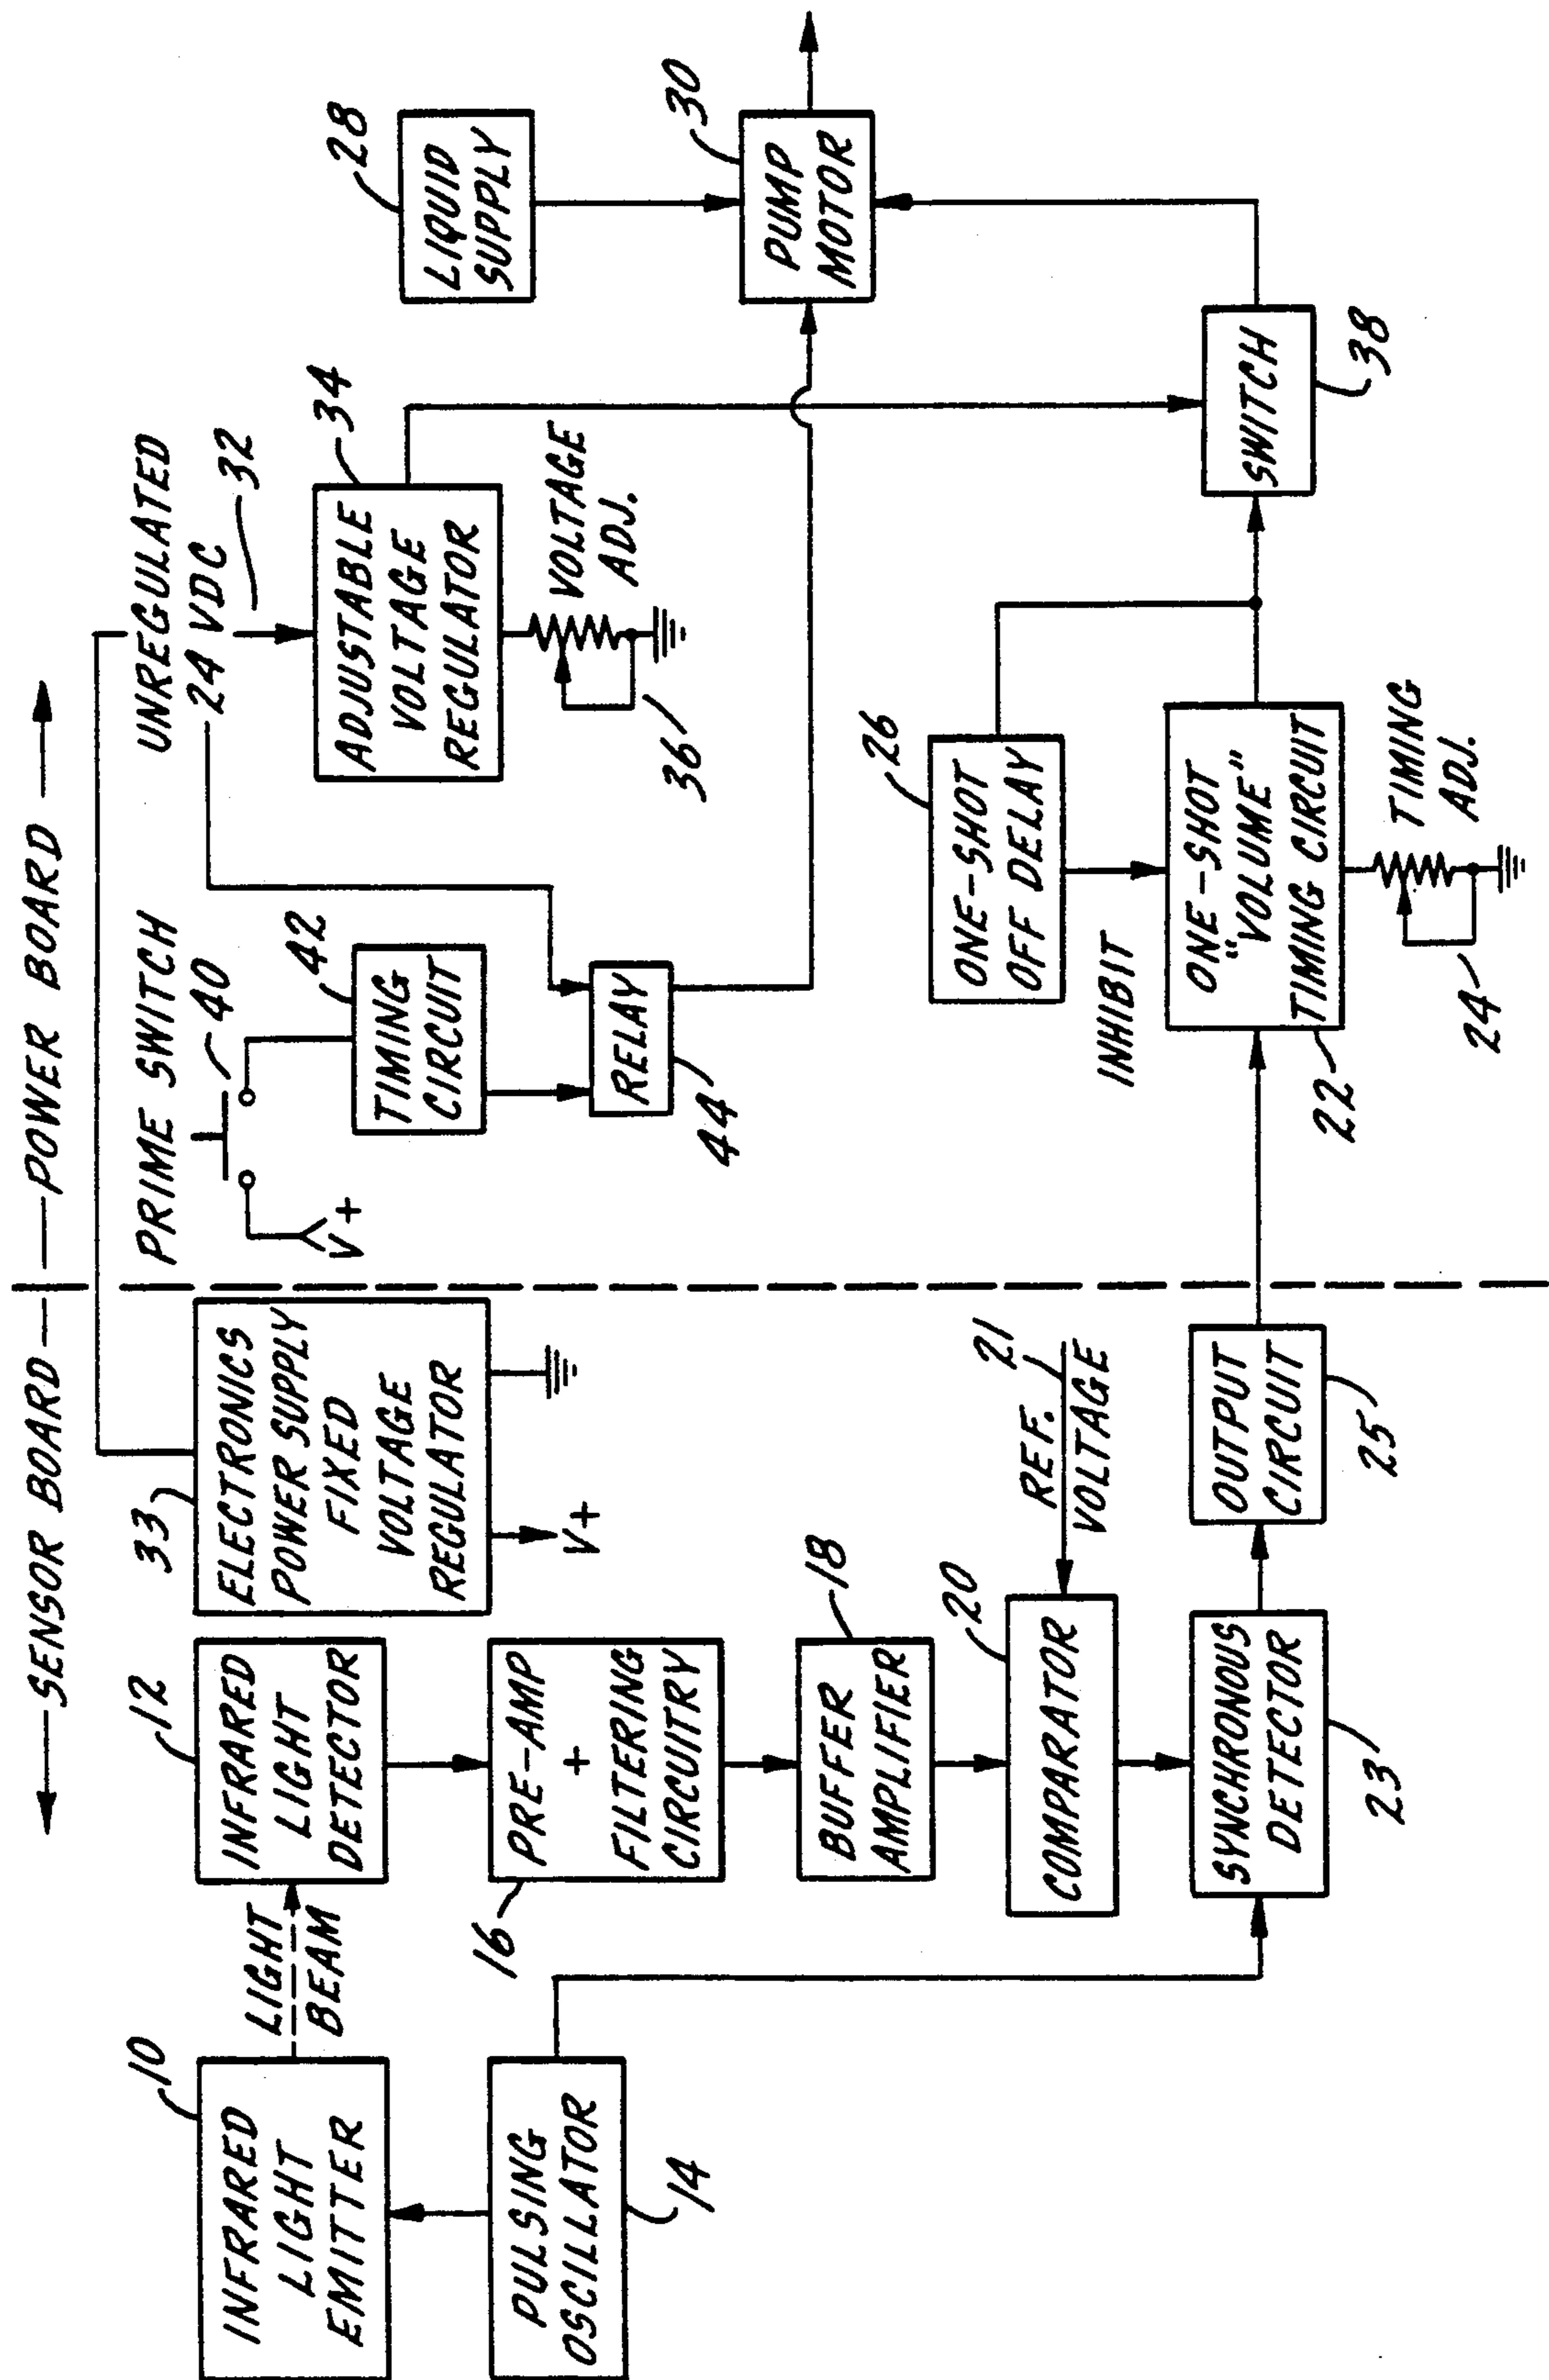 SENSOR BOARD
POWER BOARD
10
INFRARED
LIGHT
EMITTER
LIGHT
BEAM
12
INFRARED
LIGHT
DETECTOR
33
ELECTRONICS
POWER SUPPLY
FIXED
VOLTAGE
REGULATOR
V+
PULSING
OSCILLATOR
14
16
PRE-AMP
+
FILTERING
CIRCUITRY
BUFFER
AMPLIFIER
18
COMPARATOR
20
REF.
VOLTAGE
21
SYNCHRONOUS
DETECTOR
23
OUTPUT
CIRCUIT
25
PRIME SWITCH
40
V+
TIMING
CIRCUIT
42
RELAY
44
UNREGULATED
24 VDC
32
ADJUSTABLE
VOLTAGE
REGULATOR
34
VOLTAGE
ADJ.
36
LIQUID
SUPPLY
28
PUMP
MOTOR
30
ONE-SHOT
OFF DELAY
26
INHIBIT
ONE-SHOT
"VOLUME"
TIMING CIRCUIT
22
TIMING
ADJ.
24
SWITCH
38